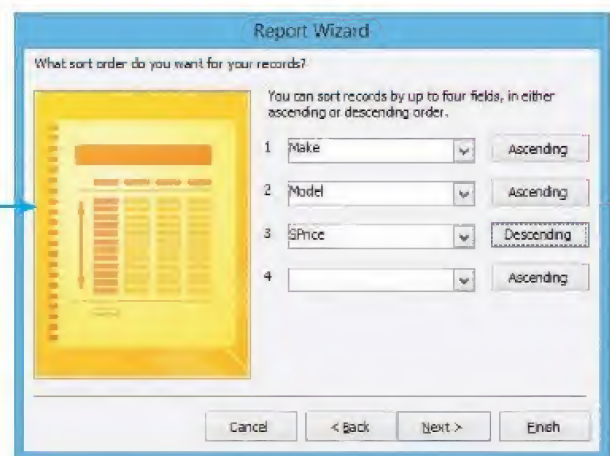 Report Wizard
What sort order do you want for your records?
You can sort records by up to four fields, in either
ascending or descending order.
1 Make Ascending
2 Model Ascending
3 SPrice Descending
4 Ascending
Cancel < Back Next > Finish